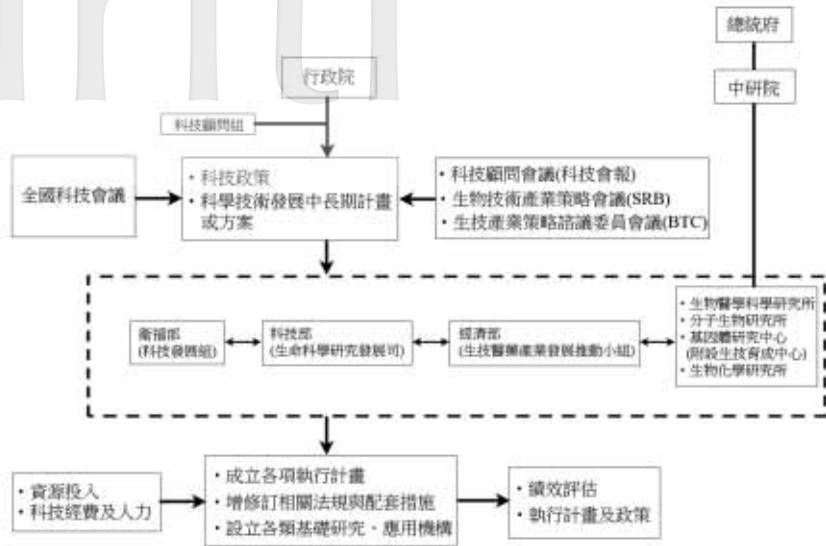 總統府
行政院
中研院
科技顧問組
全國科技會議
・科技政策
・科學技術發展中長期計畫
或方案
・科技顧問會議(科技會報)
・生物技術產業策略會議(SRB)
・生技產業策略諮議委員會議(BTC)
衛福部
(科技發展組)
科技部
(生命科學研究發展司)
經濟部
(生技醫藥產業發展推動小組)
・生物醫學科學研究所
・分子生物研究所
・基因體研究中心
(附設生技育成中心)
・生物化學研究所
・資源投入
・科技經費及人力
・成立各項執行計畫
・增修訂相關法規與配套措施
・設立各類基礎研究、應用機構
・績效評估
・執行計畫及政策